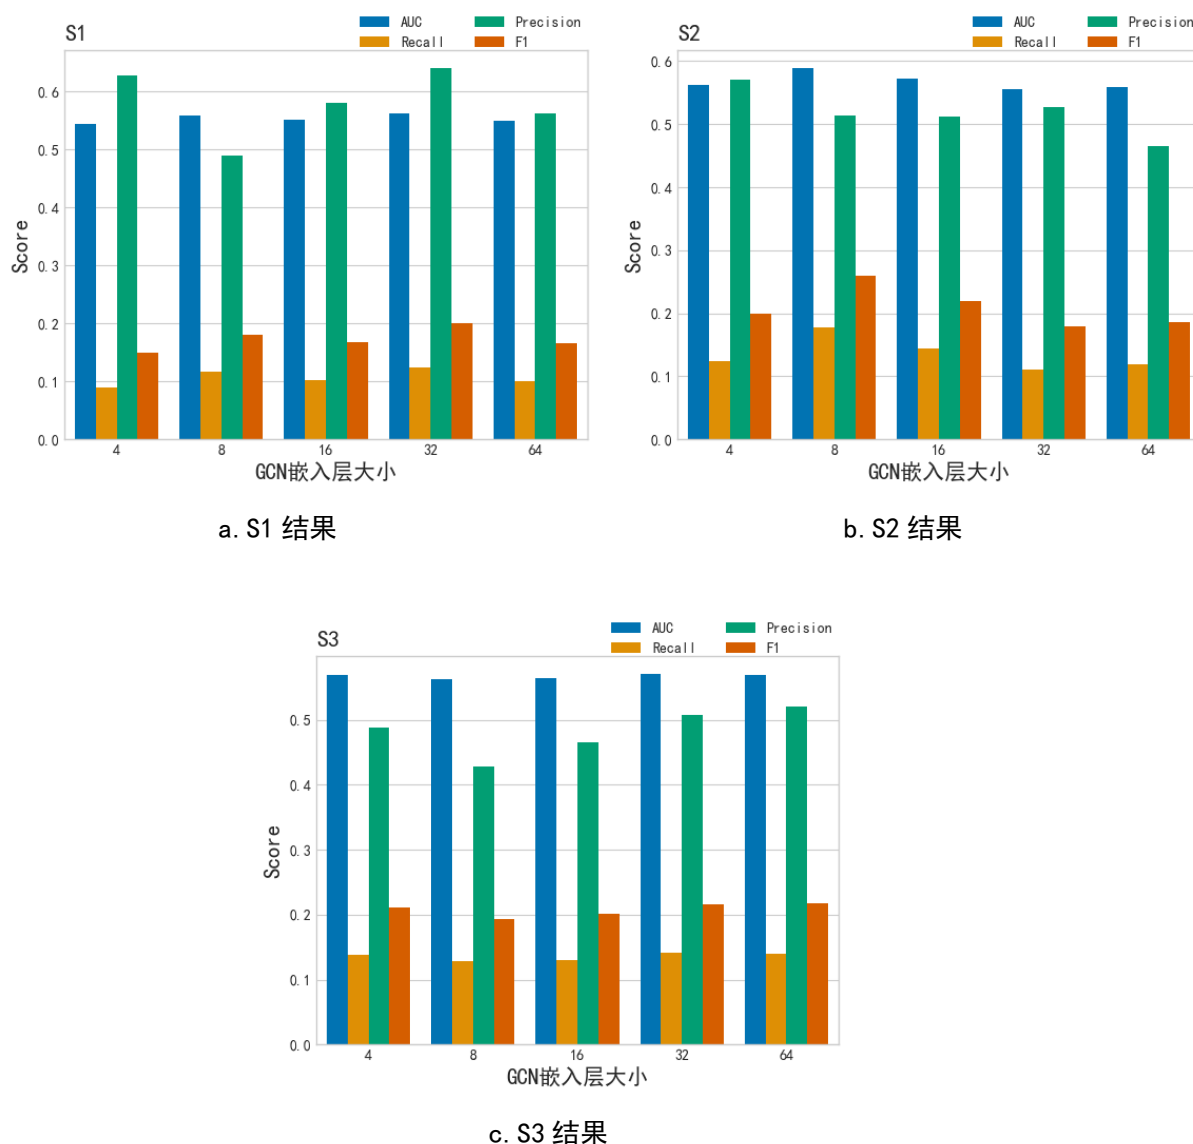 S1
AUC Precision
Recall F1
0.6
0.5
0.4
0.3
0.2
0.1
0.0
Score
4 8 16 32 64
GCN嵌入层大小
a. S1 结果
S2
AUC Precision
Recall F1
0.6
0.5
0.4
0.3
0.2
0.1
0.0
Score
4 8 16 32 64
GCN嵌入层大小
b. S2 结果
S3
AUC Precision
Recall F1
0.5
0.4
0.3
0.2
0.1
0.0
Score
4 8 16 32 64
GCN嵌入层大小
c. S3 结果